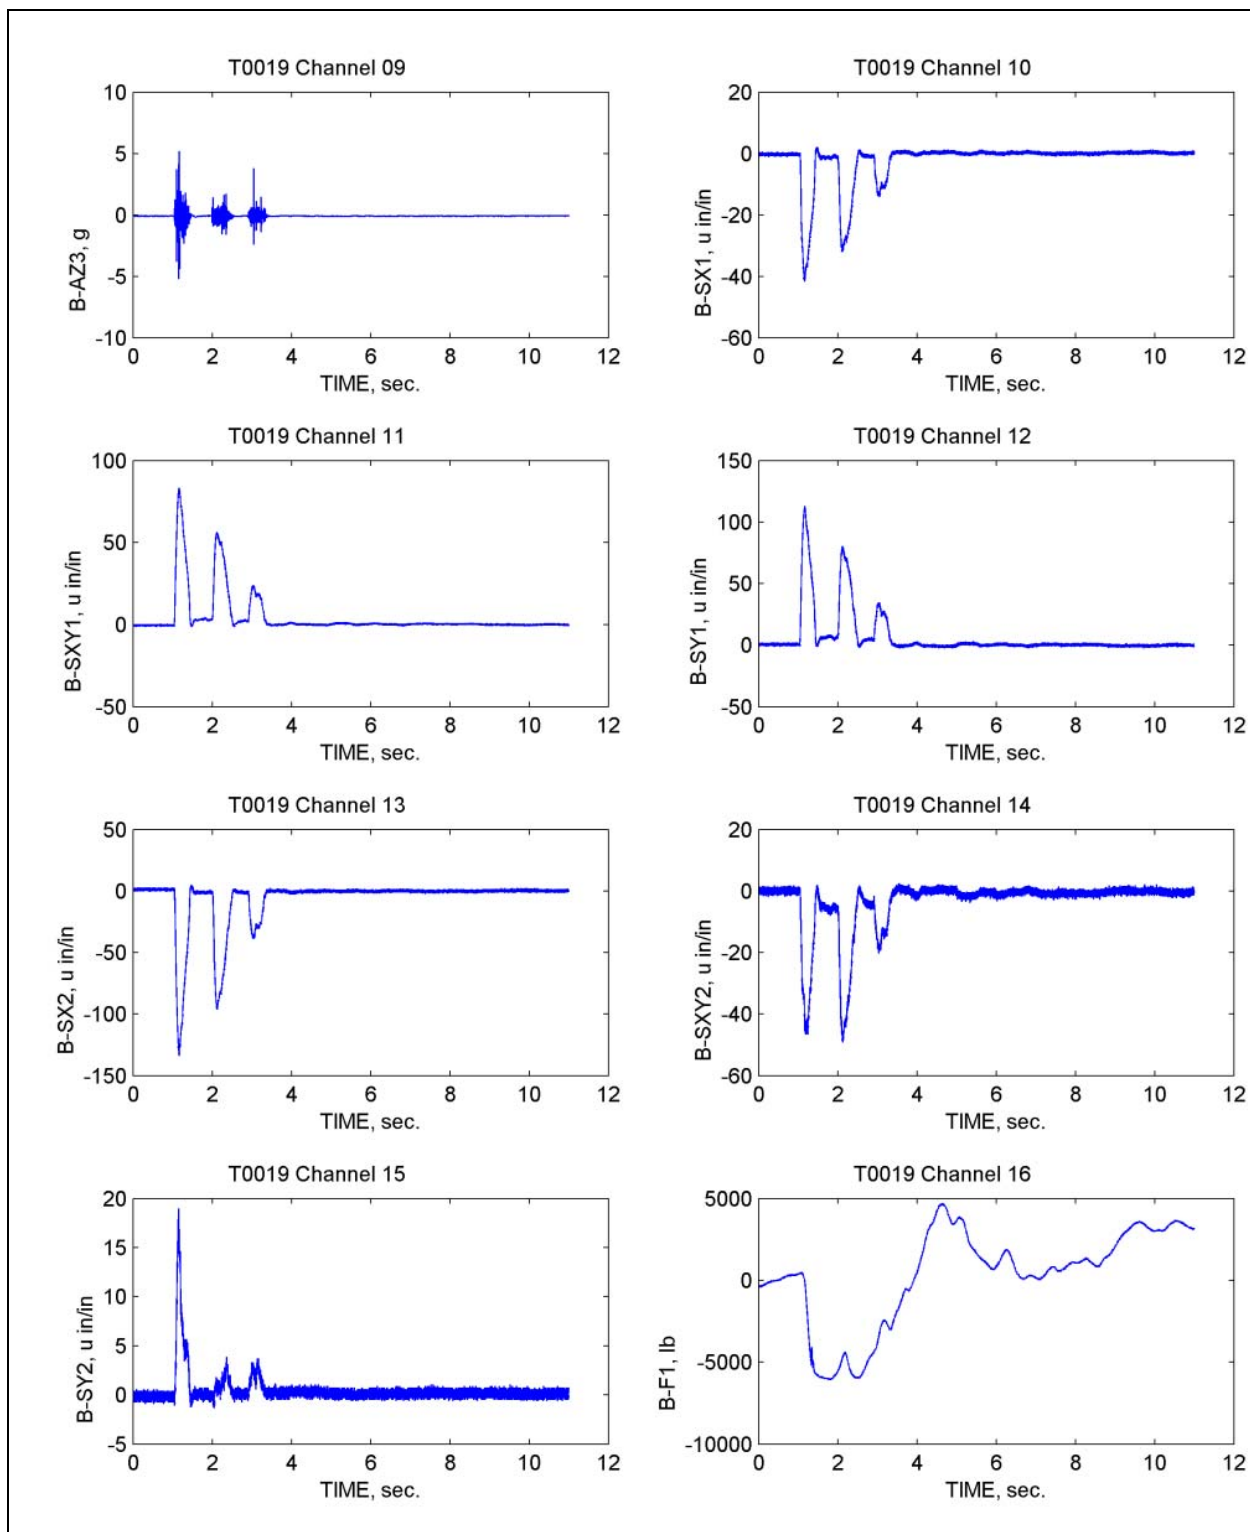 T0019 Channel 09
10
5
0
-5
-10
B-AZ3, g
0 2 4 6 8 10 12
TIME, sec.
T0019 Channel 10
20
0
-20
-40
-60
B-SX1, u in/in
0 2 4 6 8 10 12
TIME, sec.
T0019 Channel 11
100
50
0
-50
B-SXY1, u in/in
0 2 4 6 8 10 12
TIME, sec.
T0019 Channel 12
150
100
50
0
-50
B-SY1, u in/in
0 2 4 6 8 10 12
TIME, sec.
T0019 Channel 13
50
0
-50
-100
-150
B-SX2, u in/in
0 2 4 6 8 10 12
TIME, sec.
T0019 Channel 14
20
0
-20
-40
-60
B-SXY2, u in/in
0 2 4 6 8 10 12
TIME, sec.
T0019 Channel 15
20
15
10
5
0
-5
B-SY2, u in/in
0 2 4 6 8 10 12
TIME, sec.
T0019 Channel 16
5000
0
-5000
-10000
B-F1, lb
0 2 4 6 8 10 12
TIME, sec.